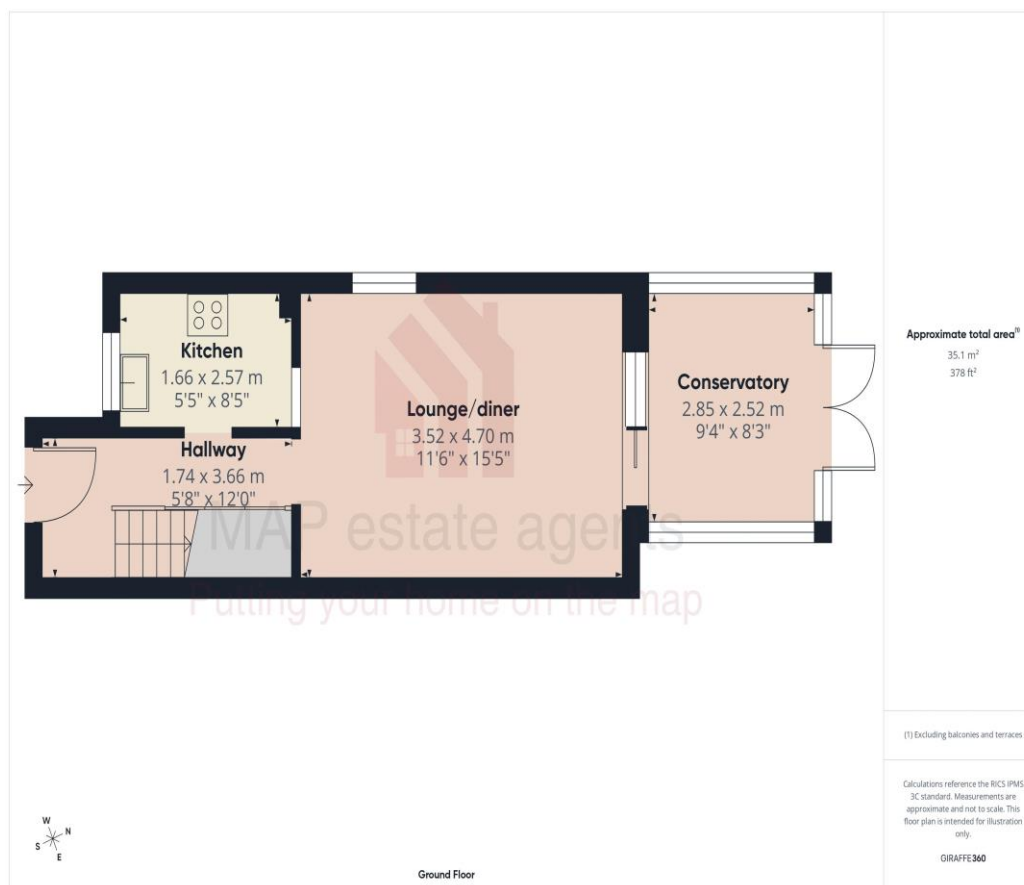 Kitchen
1.66 x 2.57 m
5'5" x 8'5"
Hallway
1.74 x 3.66 m
5'8" x 12'0"
Lounge/diner
3.52 x 4.70 m
11'6" x 15'5"
Conservatory
2.85 x 2.52 m
9'4" x 8'3"
MAP estate agents
Putting your home on the map
Approximate total area(1)
35.1 m²
378 ft²
(1) Excluding balconies and terraces
Calculations reference the RICS IPMS
3C standard. Measurements are
approximate and not to scale. This
floor plan is intended for illustration
only.
GIRAFFE360
W
N
S
E
Ground Floor